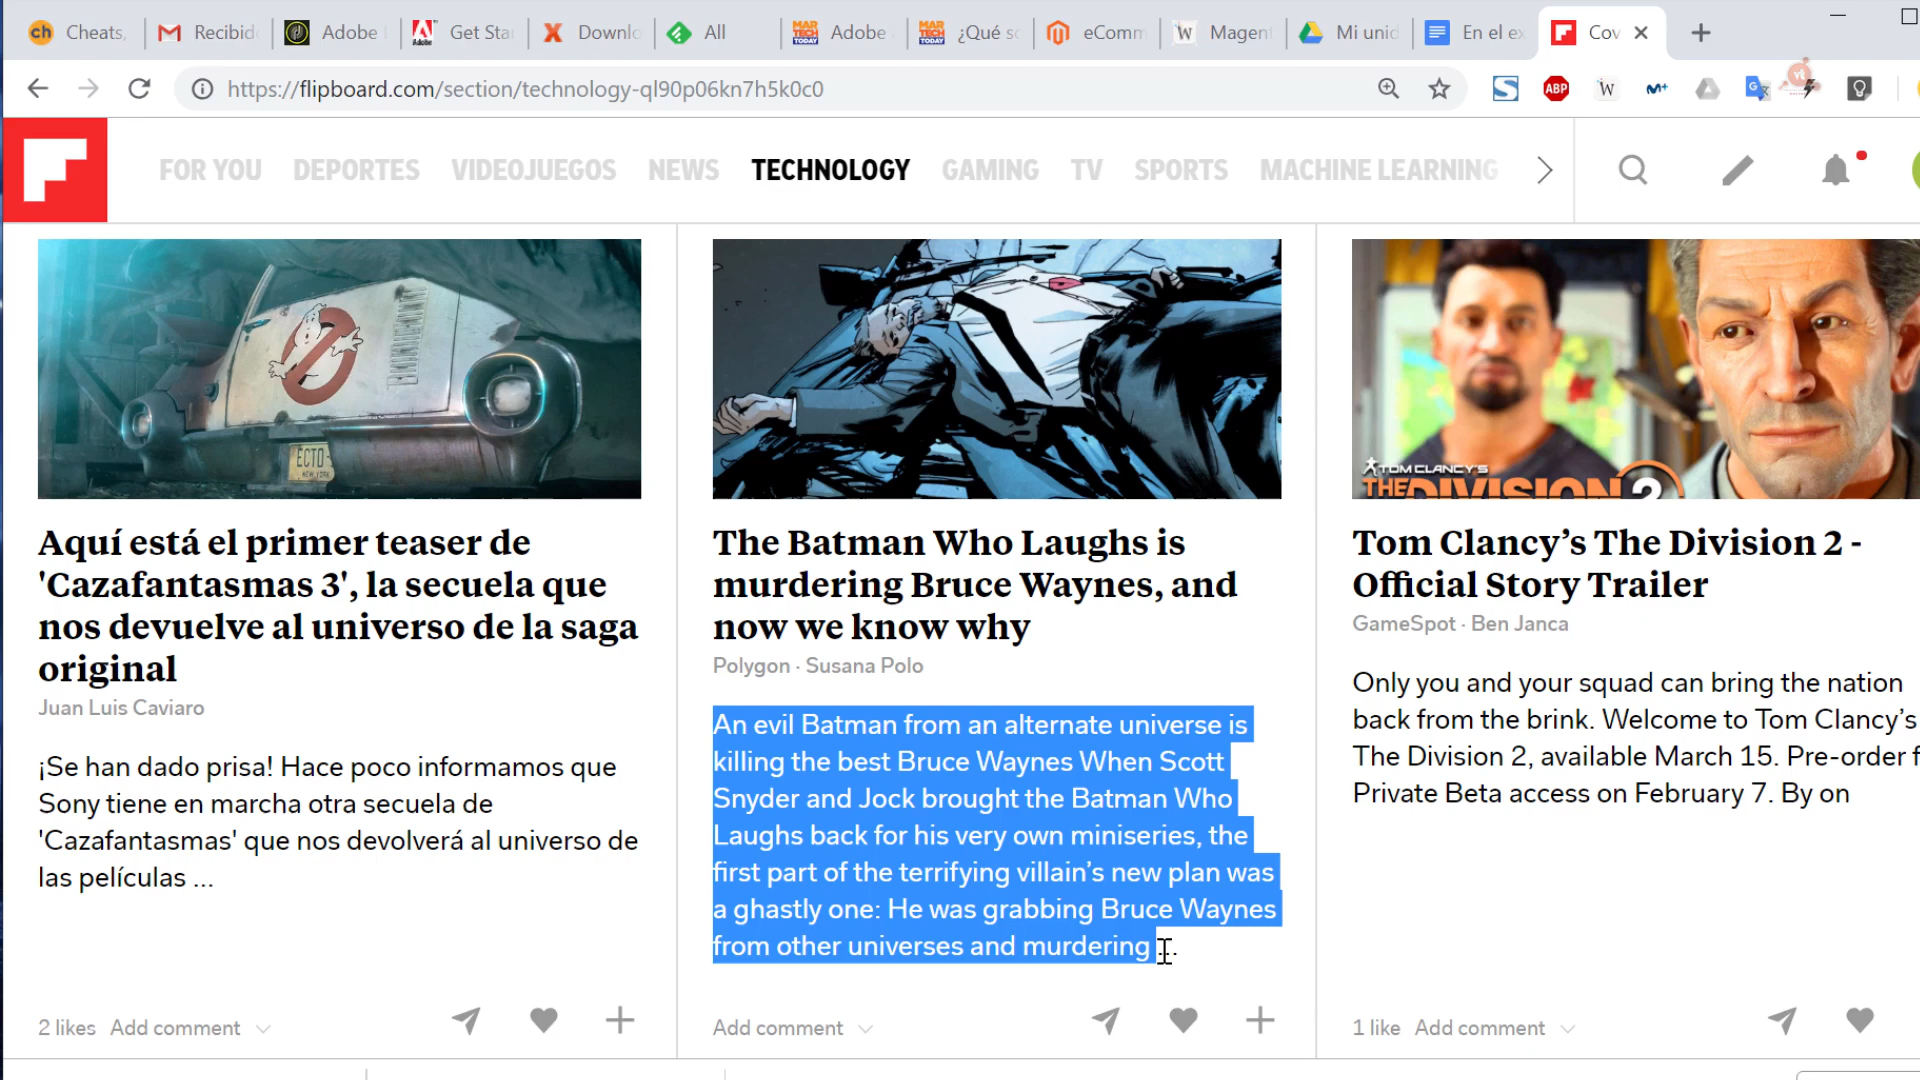 Cheats,
Recibid
Adobe
Get Sta
Downlo
All
Adobe
¿Qué s
eComm
Magen
Mi unid
En el ex
Cov
https://flipboard.com/section/technology-ql90p06kn7h5k0c0
ABP
W
FOR YOU
DEPORTES
VIDEOJUEGOS
NEWS
TECHNOLOGY
GAMING
TV
SPORTS
MACHINE LEARNING
ECTO-
NEW YORK
TOM CLANCY'S
THE DIVISION 2
Aquí está el primer teaser de
'Cazafantasmas 3', la secuela que
nos devuelve al universo de la saga
original
Juan Luis Caviaro
¡Se han dado prisa! Hace poco informamos que
Sony tiene en marcha otra secuela de
'Cazafantasmas' que nos devolverá al universo de
las películas ...
2 likes Add comment
The Batman Who Laughs is
murdering Bruce Waynes, and
now we know why
Polygon · Susana Polo
An evil Batman from an alternate universe is
killing the best Bruce Waynes When Scott
Snyder and Jock brought the Batman Who
Laughs back for his very own miniseries, the
first part of the terrifying villain's new plan was
a ghastly one: He was grabbing Bruce Waynes
from other universes and murdering ...
Add comment
Tom Clancy's The Division 2 -
Official Story Trailer
GameSpot · Ben Janca
Only you and your squad can bring the nation
back from the brink. Welcome to Tom Clancy's
The Division 2, available March 15. Pre-order f
Private Beta access on February 7. By on
1 like Add comment